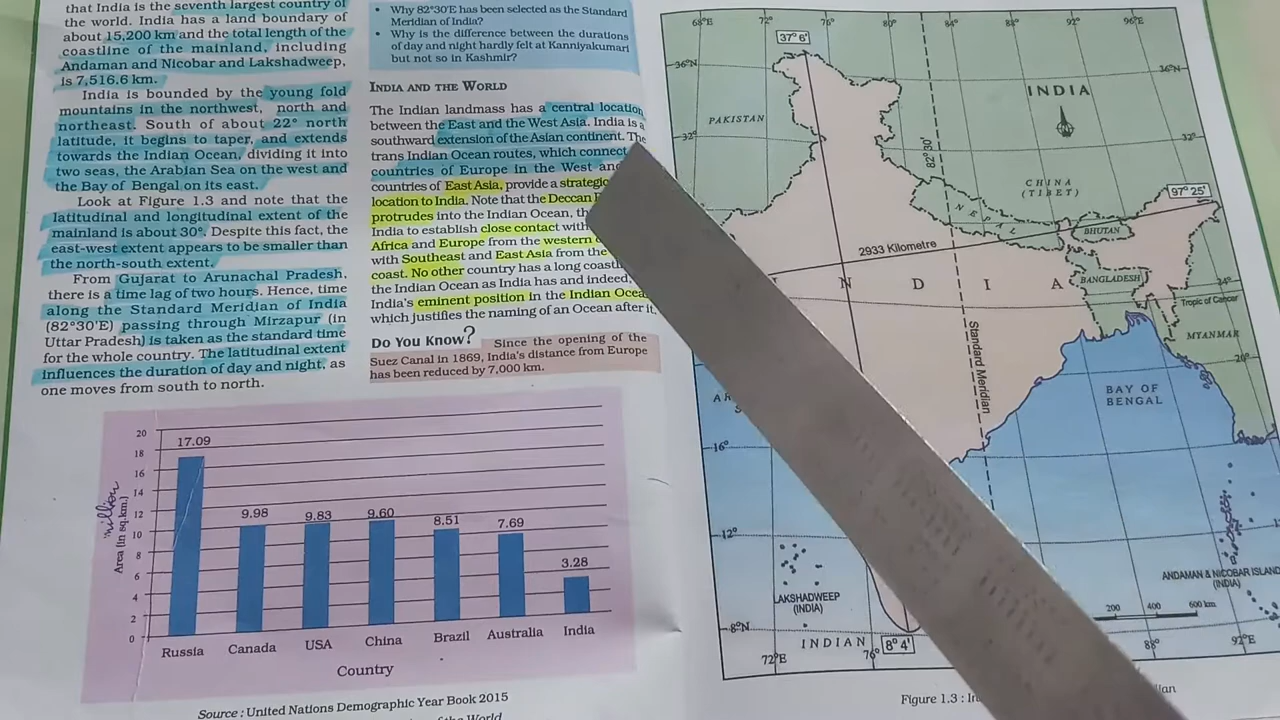 that India is the seventh largest country of
the world. India has a land boundary of
about 15,200 km and the total length of the
coastline of the mainland, including
Andaman and Nicobar and Lakshadweep,
is 7,516.6 km.
India is bounded by the young fold
mountains in the northwest, north and
northeast. South of about 22° north
latitude, it begins to taper, and extends
towards the Indian Ocean, dividing it into
two seas, the Arabian Sea on the west and
the Bay of Bengal on its east.
Look at Figure 1.3 and note that the
latitudinal and longitudinal extent of the
mainland is about 30°. Despite this fact, the
east-west extent appears to be smaller than
the north-south extent.
From Gujarat to Arunachal Pradesh,
there is a time lag of two hours. Hence, time
along the Standard Meridian of India
(82°30'E) passing through Mirzapur (in
Uttar Pradesh) is taken as the standard time
for the whole country. The latitudinal extent
influences the duration of day and night, as
one moves from south to north.
• Why 82°30'E has been selected as the Standard
Meridian of India?
• Why is the difference between the durations
of day and night hardly felt at Kanniyakumari
but not so in Kashmir?
INDIA AND THE WORLD
The Indian landmass has a central location
between the East and the West Asia. India is a
southward extension of the Asian continent. The
trans Indian Ocean routes, which connect
countries of Europe in the West and
countries of East Asia, provide a strategic
location to India. Note that the Deccan
protrudes into the Indian Ocean,
India to establish close contact with
Africa and Europe from the western
with Southeast and East Asia from the
coast. No other country has a long
the Indian Ocean as India has and indeed,
India's eminent position in the Indian
which justifies the naming of an Ocean after it.
Do You Know? Since the opening of the
Suez Canal in 1869, India's distance from Europe
has been reduced by 7,000 km.
20
18
16
14
12
10
8
6
4
2
0
million
Area (in sq.km.)
17.09
9.98
9.83
9.60
8.51
7.69
3.28
Russia
Canada
USA
China
Brazil
Australia
India
Country
Source : United Nations Demographic Year Book 2015
of the World
68°E
72°
76°
80°
84°
88°
92°
96°E
36°N
37° 6'
36°N
INDIA
PAKISTAN
32°
32°
82°30'
CHINA
(TIBET)
97° 25'
NEPAL
BHUTAN
2933 Kilometre
N D I A
BANGLADESH
24°
Tropic of Cancer
MYANMAR
20°
Standard Meridian
BAY OF
BENGAL
16°
12°
LAKSHADWEEP
(INDIA)
ANDAMAN & NICOBAR ISLAND
(INDIA)
200 400 600 km
8°N
INDIAN
8° 4'
72°E
76°
88°
92°E
Figure 1.3 :